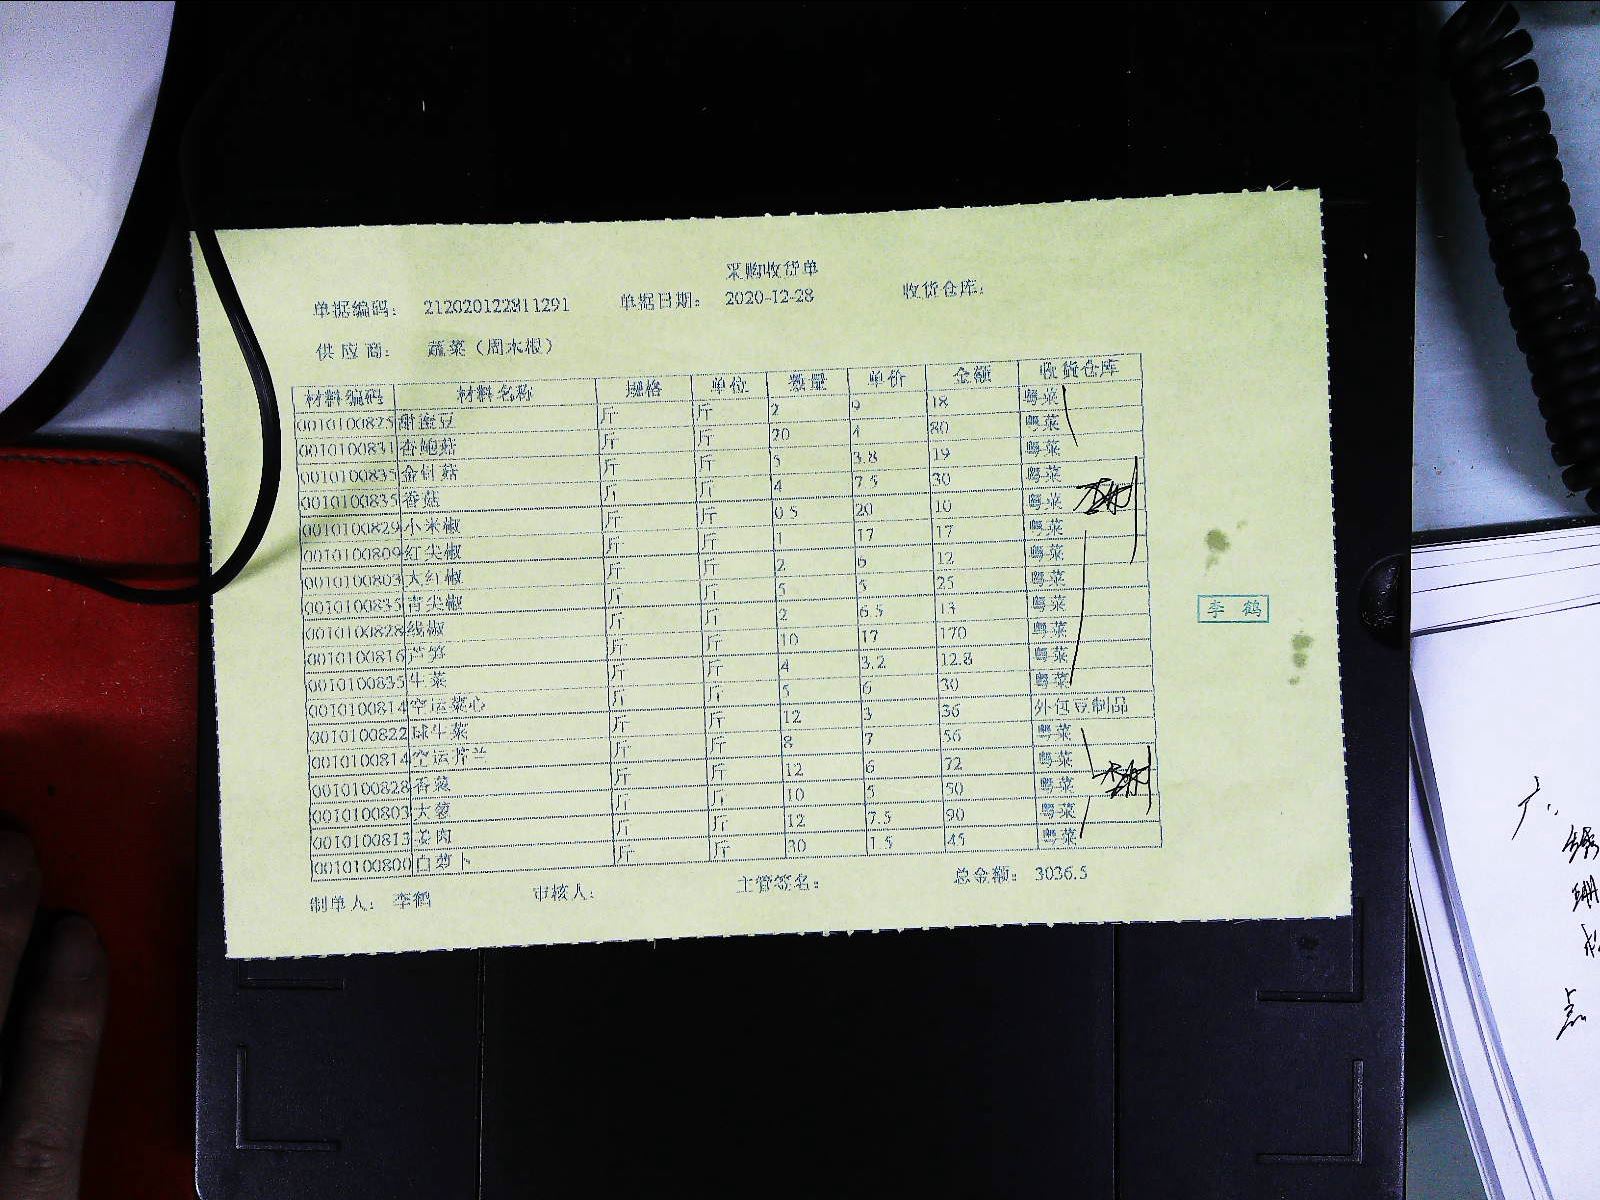 采购收货单
单据编码： 212020122811291 单据日期： 2020-12-28 收货仓库：
供应商： 蔬菜（周木根）
材料编码 材料名称 规格 单位 数量 单价 金额 收货仓库
0010100825 荷兰豆 斤 斤 2 9 18 粤菜
0010100831 杏鲍菇 斤 斤 20 4 80 粤菜
0010100835 金针菇 斤 斤 5 3.8 19 粤菜
0010100835 香菇 斤 斤 4 7.5 30 粤菜
0010100829 小米椒 斤 斤 0.5 20 10 粤菜
0010100809 红尖椒 斤 斤 1 17 17 粤菜
0010100803 大红椒 斤 斤 2 6 12 粤菜
0010100835 青尖椒 斤 斤 5 5 25 粤菜
0010100828 线椒 斤 斤 2 6.5 13 粤菜
0010100816 芦笋 斤 斤 10 17 170 粤菜
0010100835 生菜 斤 斤 4 3.2 12.8 粤菜
0010100814 空运菜心 斤 斤 5 6 30 粤菜
0010100822 球生菜 斤 斤 12 3 36 外包豆制品
0010100814 空运芥兰 斤 斤 8 7 56 粤菜
0010100828 香葱 斤 斤 12 6 72 粤菜
0010100803 大葱 斤 斤 10 5 50 粤菜
0010100813 姜肉 斤 斤 12 7.5 90 粤菜
0010100800 白萝卜 斤 斤 30 1.5 45 粤菜
制单人： 李鹤 审核人： 主管签名： 总金额： 3036.5
李 鹤